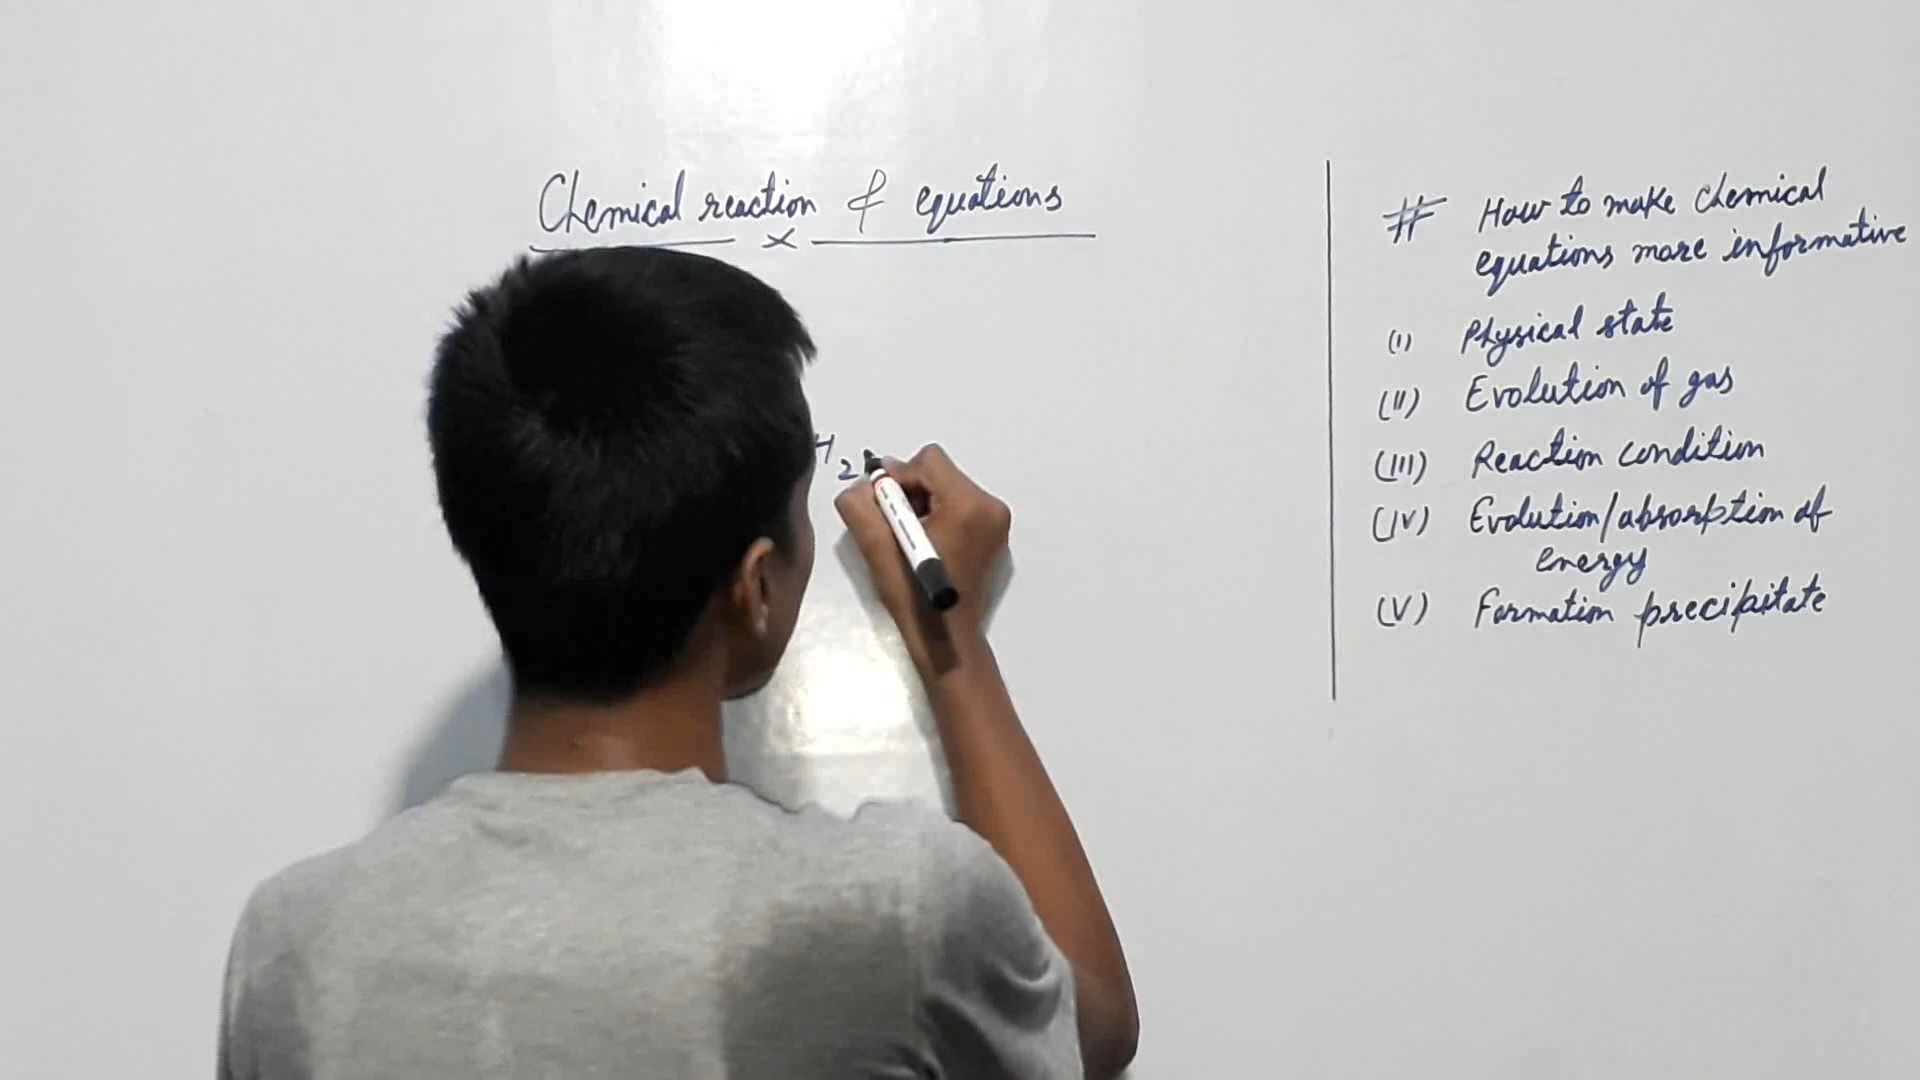 Chemical reaction & equations
x
H2
# How to make chemical
equations more informative
(I) Physical state
(II) Evolution of gas
(III) Reaction condition
(IV) Evolution/absorption of
energy
(V) Formation precipitate